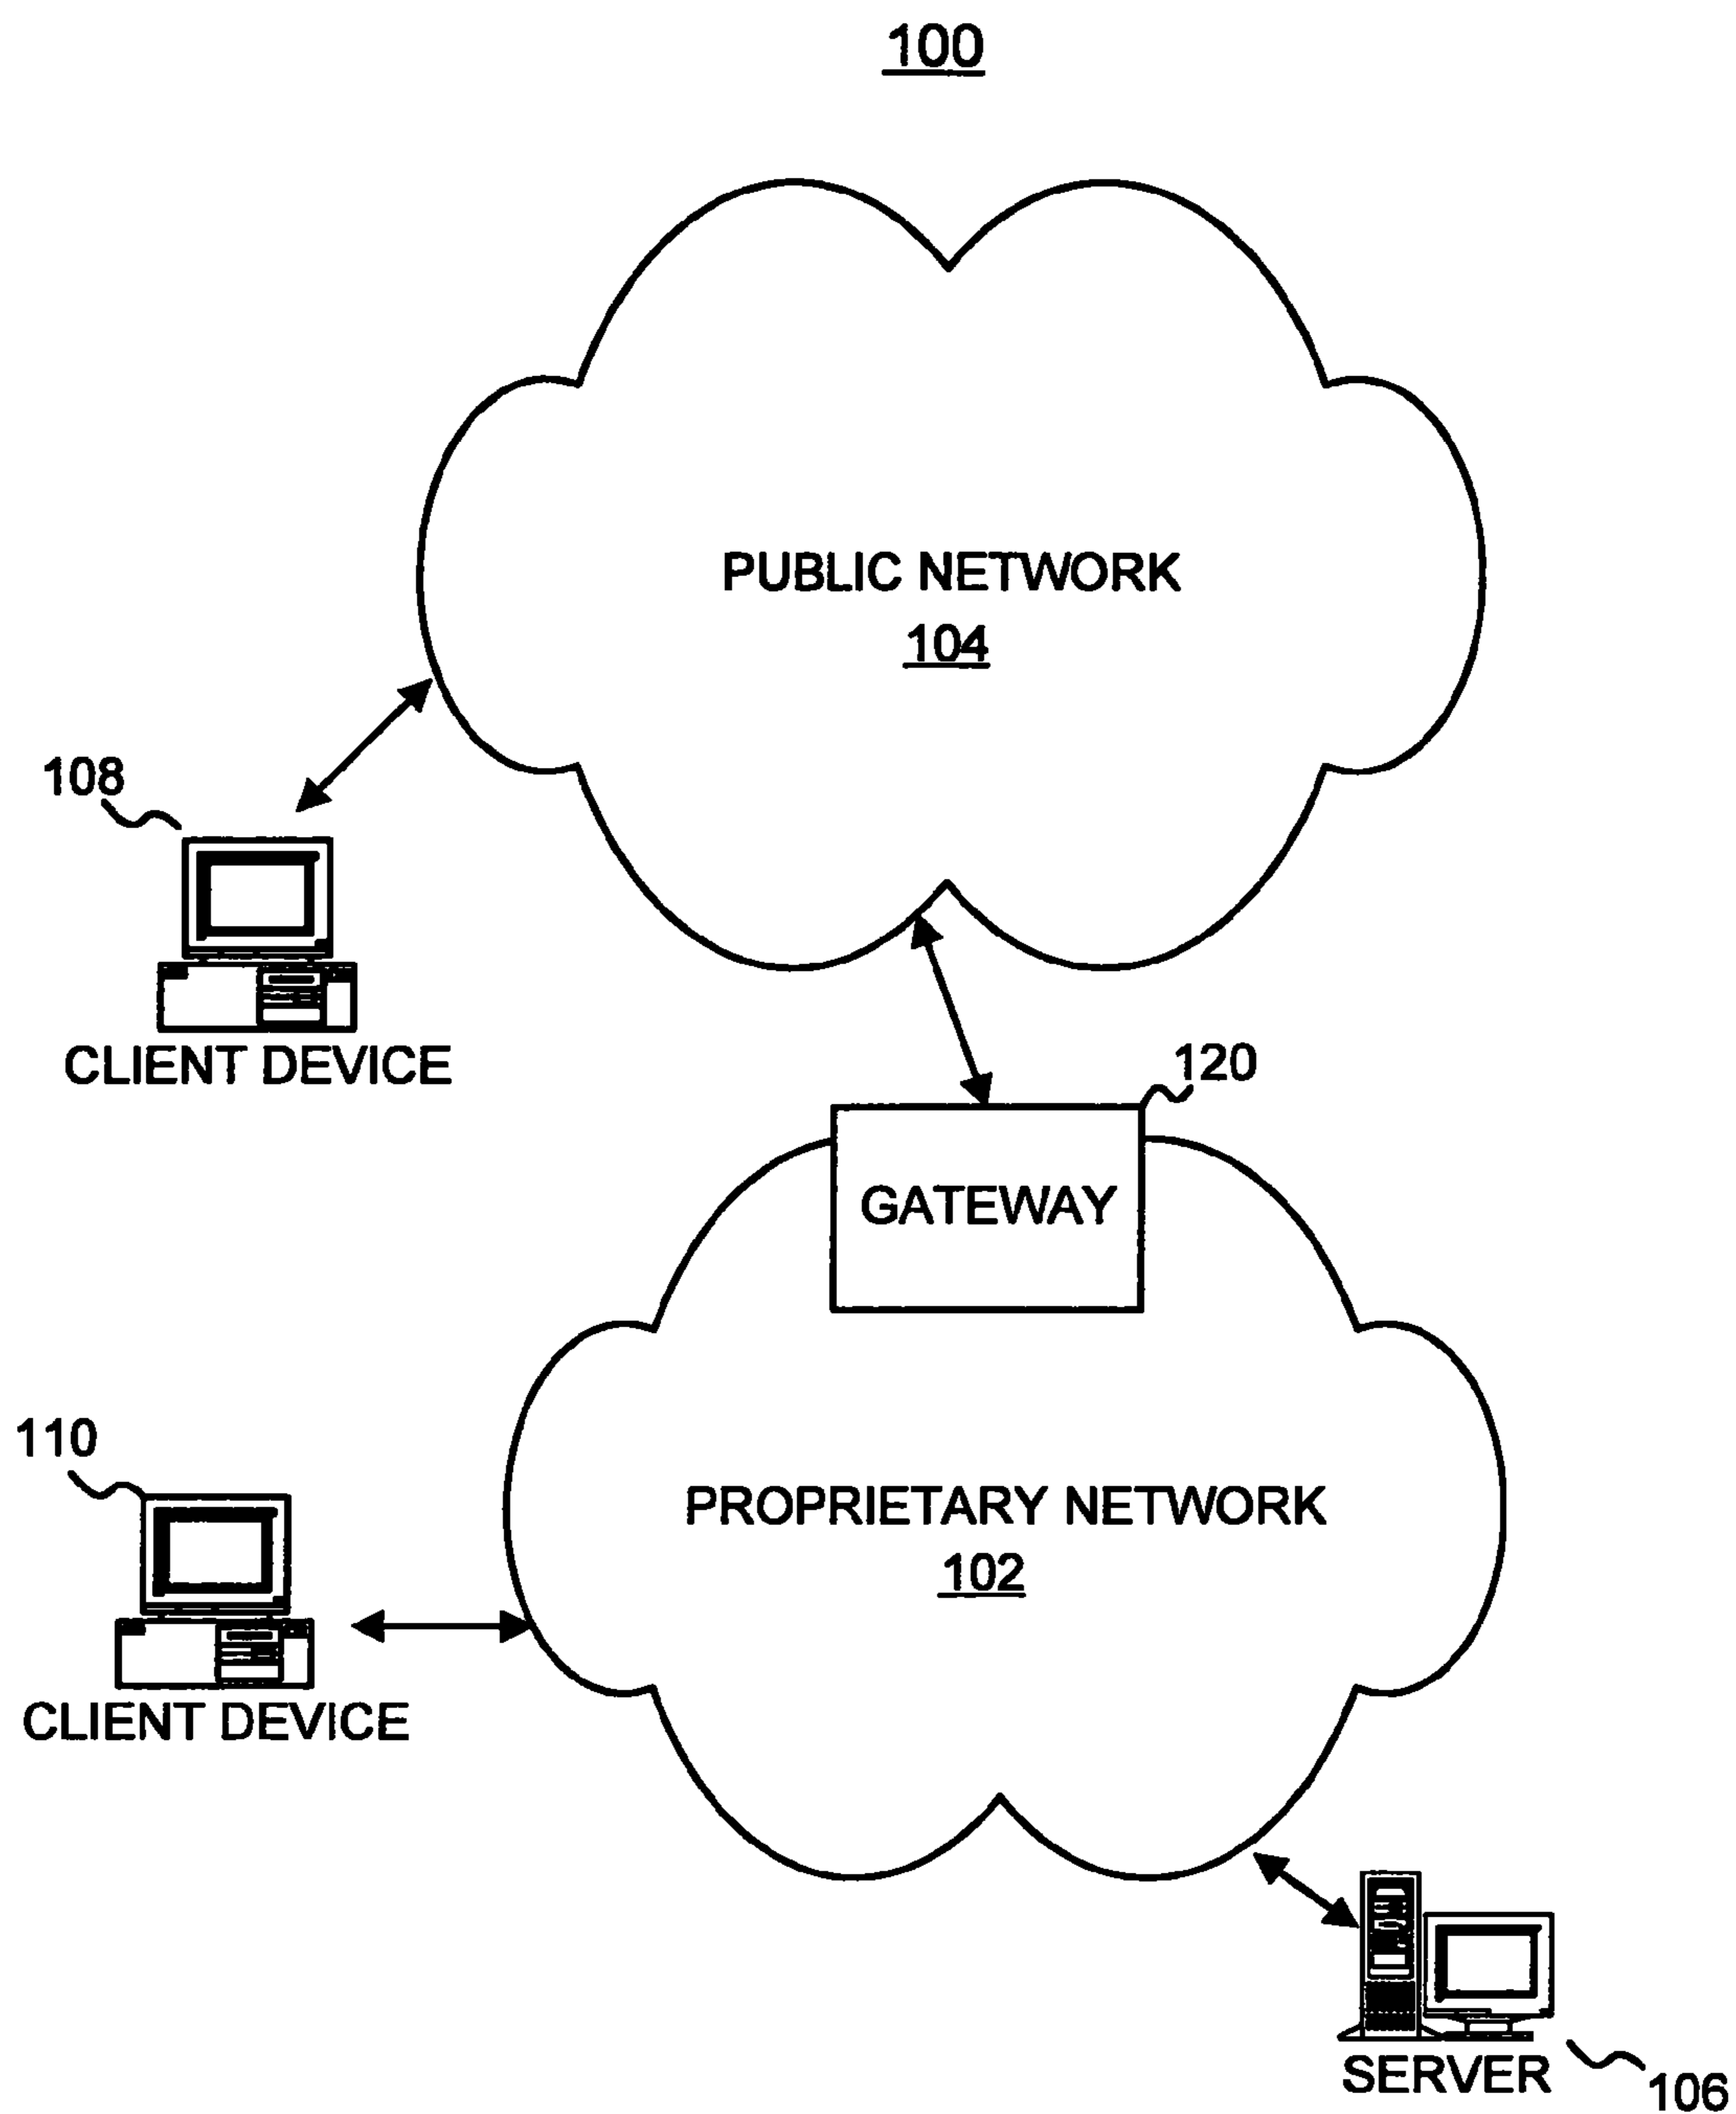 100
PUBLIC NETWORK
104
108
CLIENT DEVICE
120
GATEWAY
110
PROPRIETARY NETWORK
102
CLIENT DEVICE
SERVER
106